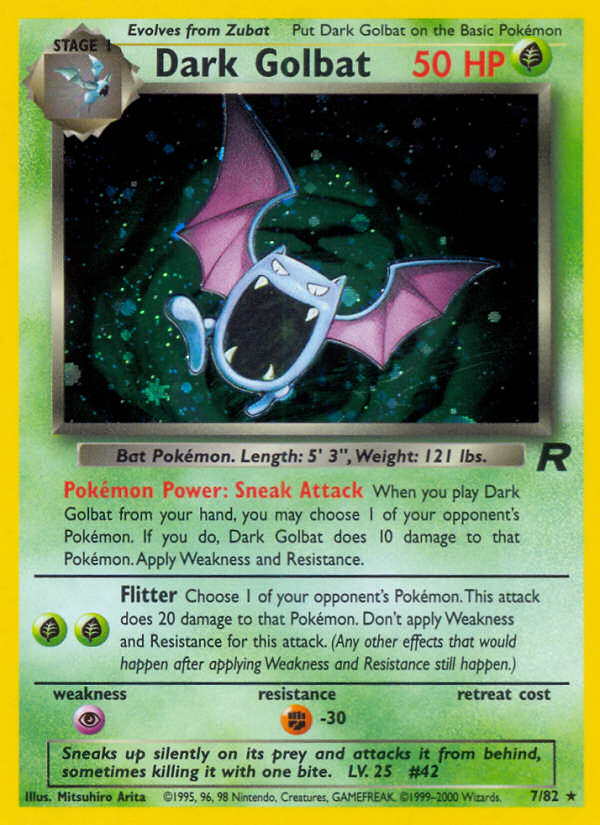 Evolves from Zubat Put Dark Golbat on the Basic Pokémon
STAGE 1
Dark Golbat 50 HP
Bat Pokémon. Length: 5' 3", Weight: 121 lbs.
R
Pokémon Power: Sneak Attack When you play Dark
Golbat from your hand, you may choose 1 of your opponent's
Pokémon. If you do, Dark Golbat does 10 damage to that
Pokémon. Apply Weakness and Resistance.
Flitter Choose 1 of your opponent's Pokémon. This attack
does 20 damage to that Pokémon. Don't apply Weakness
and Resistance for this attack. (Any other effects that would
happen after applying Weakness and Resistance still happen.)
weakness resistance retreat cost
-30
Sneaks up silently on its prey and attacks it from behind,
sometimes killing it with one bite. LV. 25 #42
Illus. Mitsuhiro Arita ©1995, 96, 98 Nintendo, Creatures, GAMEFREAK. ©1999-2000 Wizards. 7/82 ★